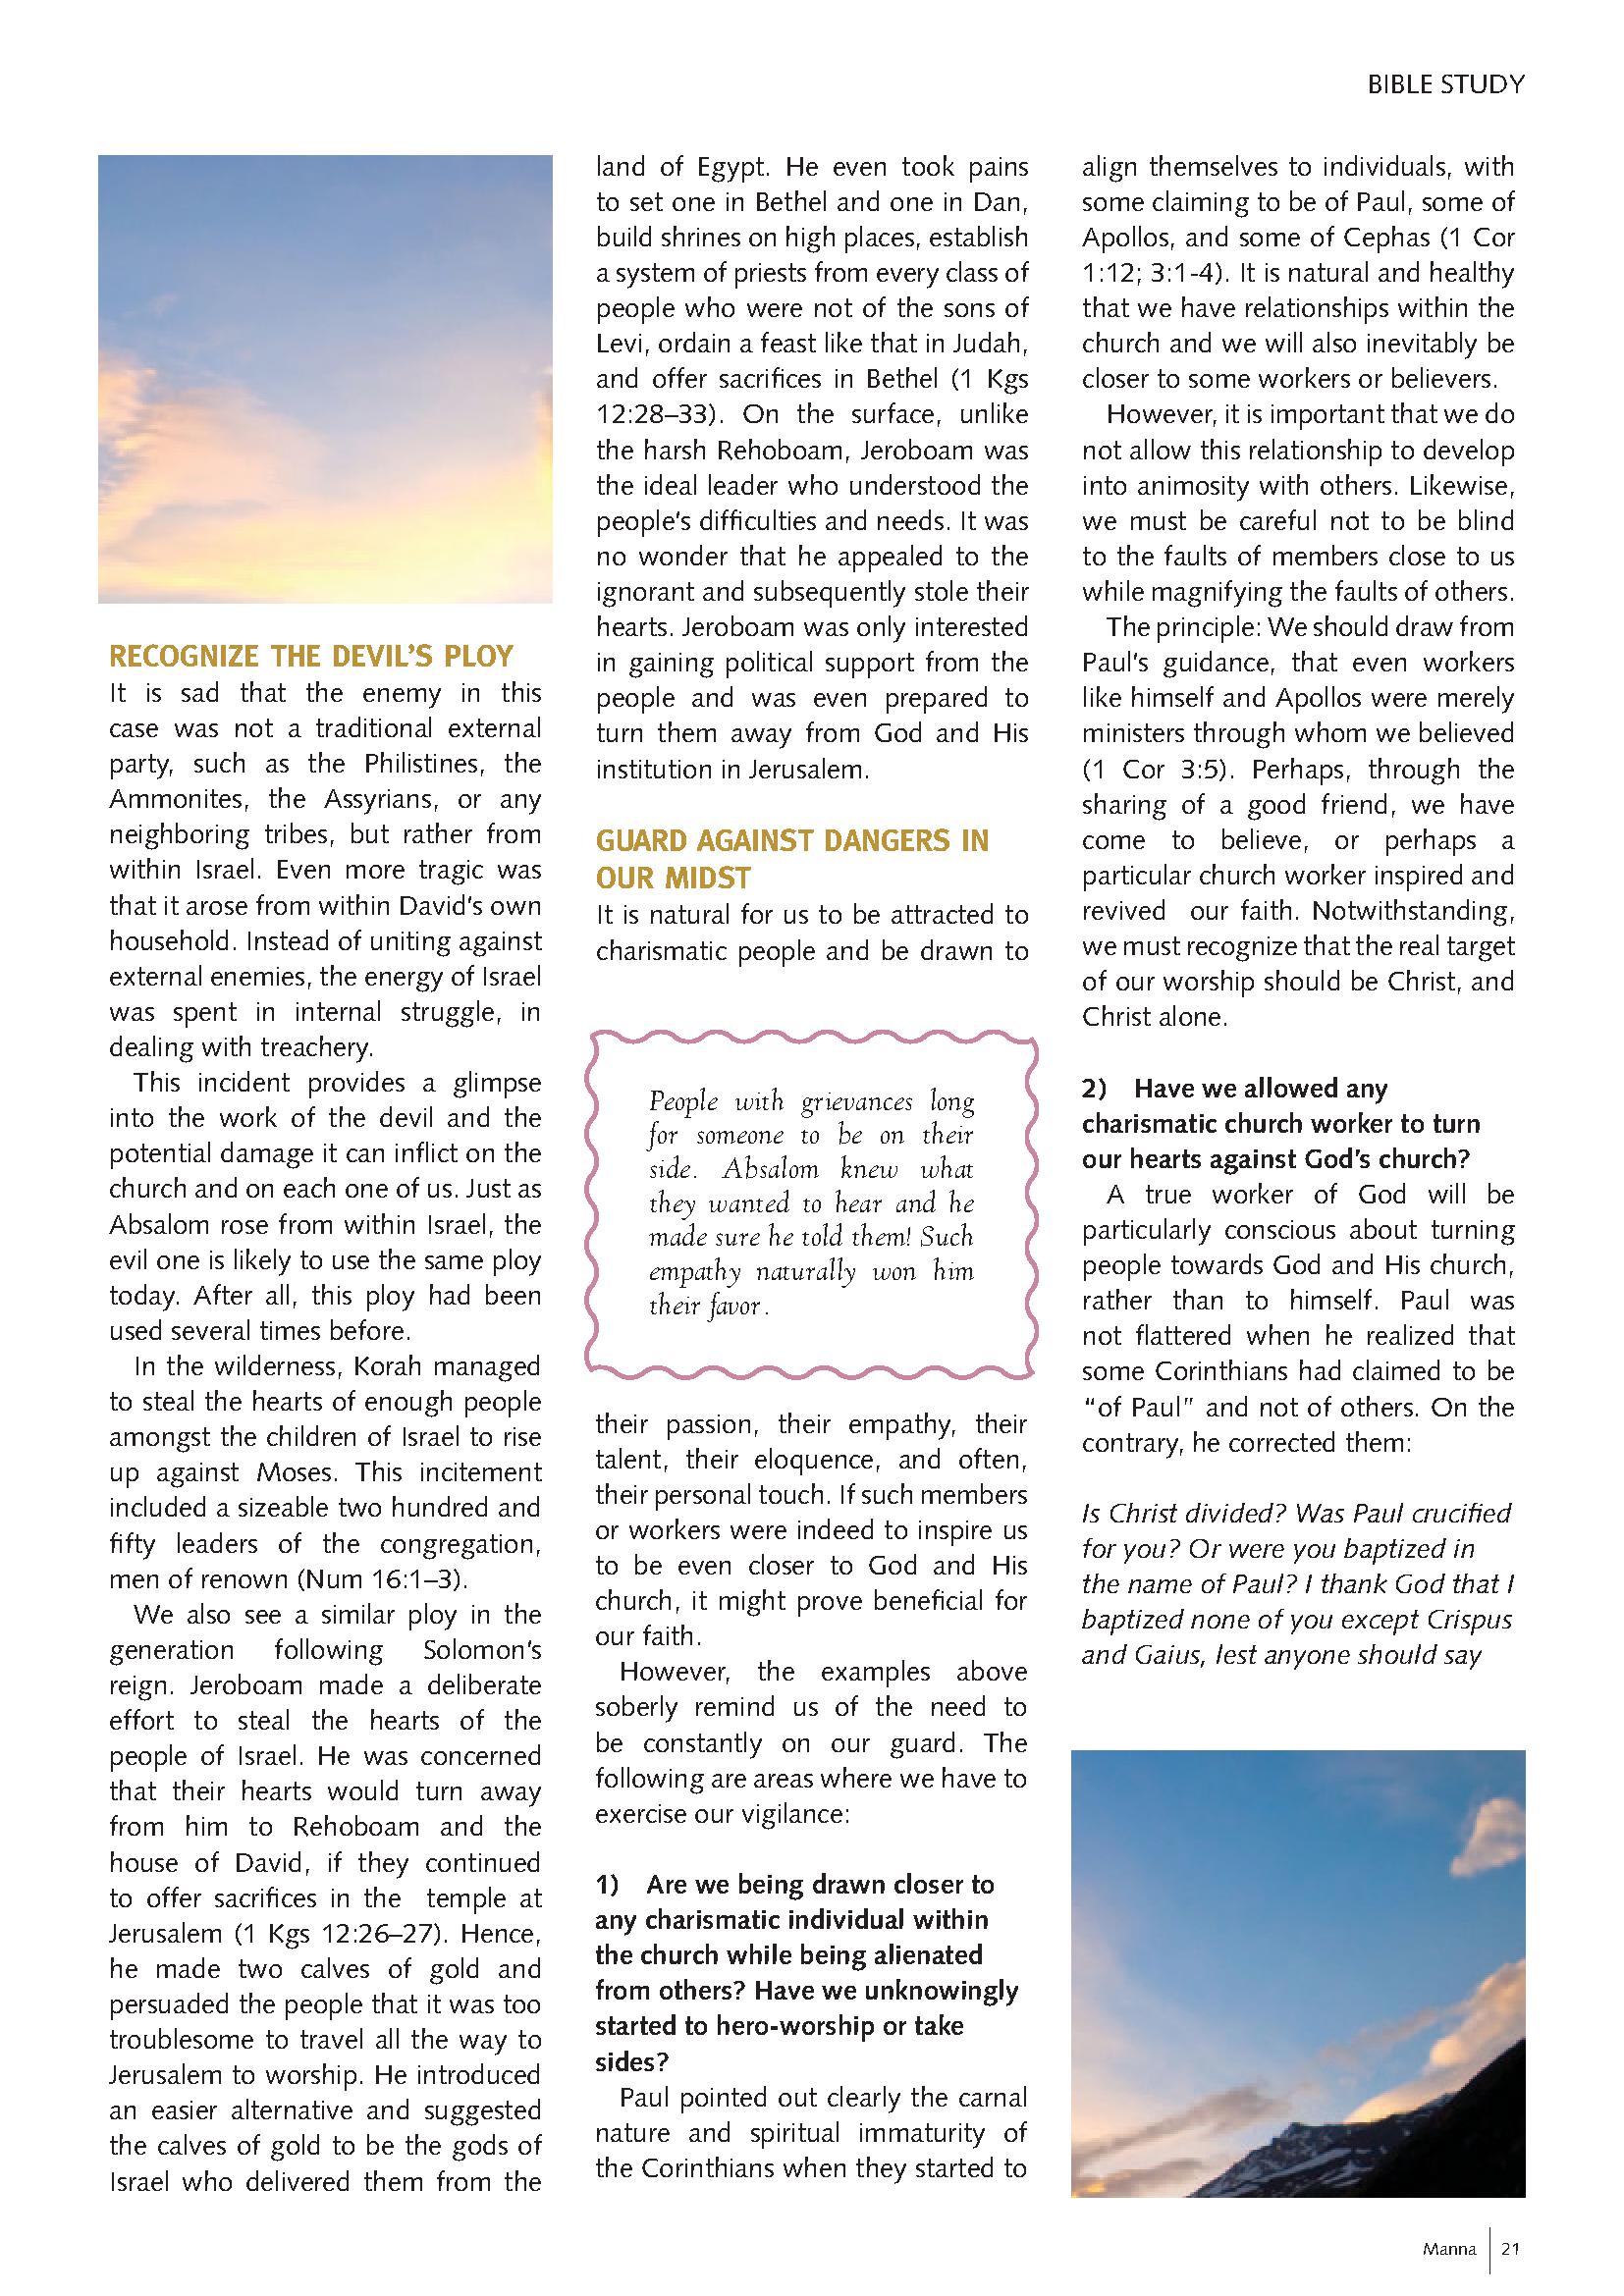 BIBLE STUDY
RECOGNIZE THE DEVIL'S PLOY
It is sad that the enemy in this
case was not a traditional external
party, such as the Philistines, the
Ammonites, the Assyrians, or any
neighboring tribes, but rather from
within Israel. Even more tragic was
that it arose from within David's own
household. Instead of uniting against
external enemies, the energy of Israel
was spent in internal struggle, in
dealing with treachery.
This incident provides a glimpse
into the work of the devil and the
potential damage it can inflict on the
church and on each one of us. Just as
Absalom rose from within Israel, the
evil one is likely to use the same ploy
today. After all, this ploy had been
used several times before.
In the wilderness, Korah managed
to steal the hearts of enough people
amongst the children of Israel to rise
up against Moses. This incitement
included a sizeable two hundred and
fifty leaders of the congregation,
men of renown (Num 16:1–3).
We also see a similar ploy in the
generation following Solomon's
reign. Jeroboam made a deliberate
effort to steal the hearts of the
people of Israel. He was concerned
that their hearts would turn away
from him to Rehoboam and the
house of David, if they continued
to offer sacrifices in the temple at
Jerusalem (1 Kgs 12:26–27). Hence,
he made two calves of gold and
persuaded the people that it was too
troublesome to travel all the way to
Jerusalem to worship. He introduced
an easier alternative and suggested
the calves of gold to be the gods of
Israel who delivered them from the
land of Egypt. He even took pains
to set one in Bethel and one in Dan,
build shrines on high places, establish
a system of priests from every class of
people who were not of the sons of
Levi, ordain a feast like that in Judah,
and offer sacrifices in Bethel (1 Kgs
12:28–33). On the surface, unlike
the harsh Rehoboam, Jeroboam was
the ideal leader who understood the
people's difficulties and needs. It was
no wonder that he appealed to the
ignorant and subsequently stole their
hearts. Jeroboam was only interested
in gaining political support from the
people and was even prepared to
turn them away from God and His
institution in Jerusalem.
GUARD AGAINST DANGERS IN
OUR MIDST
It is natural for us to be attracted to
charismatic people and be drawn to
People with grievances long
for someone to be on their
side. Absalom knew what
they wanted to hear and he
made sure he told them! Such
empathy naturally won him
their favor.
their passion, their empathy, their
talent, their eloquence, and often,
their personal touch. If such members
or workers were indeed to inspire us
to be even closer to God and His
church, it might prove beneficial for
our faith.
However, the examples above
soberly remind us of the need to
be constantly on our guard. The
following are areas where we have to
exercise our vigilance:
1) Are we being drawn closer to
any charismatic individual within
the church while being alienated
from others? Have we unknowingly
started to hero-worship or take
sides?
Paul pointed out clearly the carnal
nature and spiritual immaturity of
the Corinthians when they started to
align themselves to individuals, with
some claiming to be of Paul, some of
Apollos, and some of Cephas (1 Cor
1:12; 3:1-4). It is natural and healthy
that we have relationships within the
church and we will also inevitably be
closer to some workers or believers.
However, it is important that we do
not allow this relationship to develop
into animosity with others. Likewise,
we must be careful not to be blind
to the faults of members close to us
while magnifying the faults of others.
The principle: We should draw from
Paul's guidance, that even workers
like himself and Apollos were merely
ministers through whom we believed
(1 Cor 3:5). Perhaps, through the
sharing of a good friend, we have
come to believe, or perhaps a
particular church worker inspired and
revived our faith. Notwithstanding,
we must recognize that the real target
of our worship should be Christ, and
Christ alone.
2) Have we allowed any
charismatic church worker to turn
our hearts against God's church?
A true worker of God will be
particularly conscious about turning
people towards God and His church,
rather than to himself. Paul was
not flattered when he realized that
some Corinthians had claimed to be
"of Paul" and not of others. On the
contrary, he corrected them:
Is Christ divided? Was Paul crucified
for you? Or were you baptized in
the name of Paul? I thank God that I
baptized none of you except Crispus
and Gaius, lest anyone should say
Manna 21